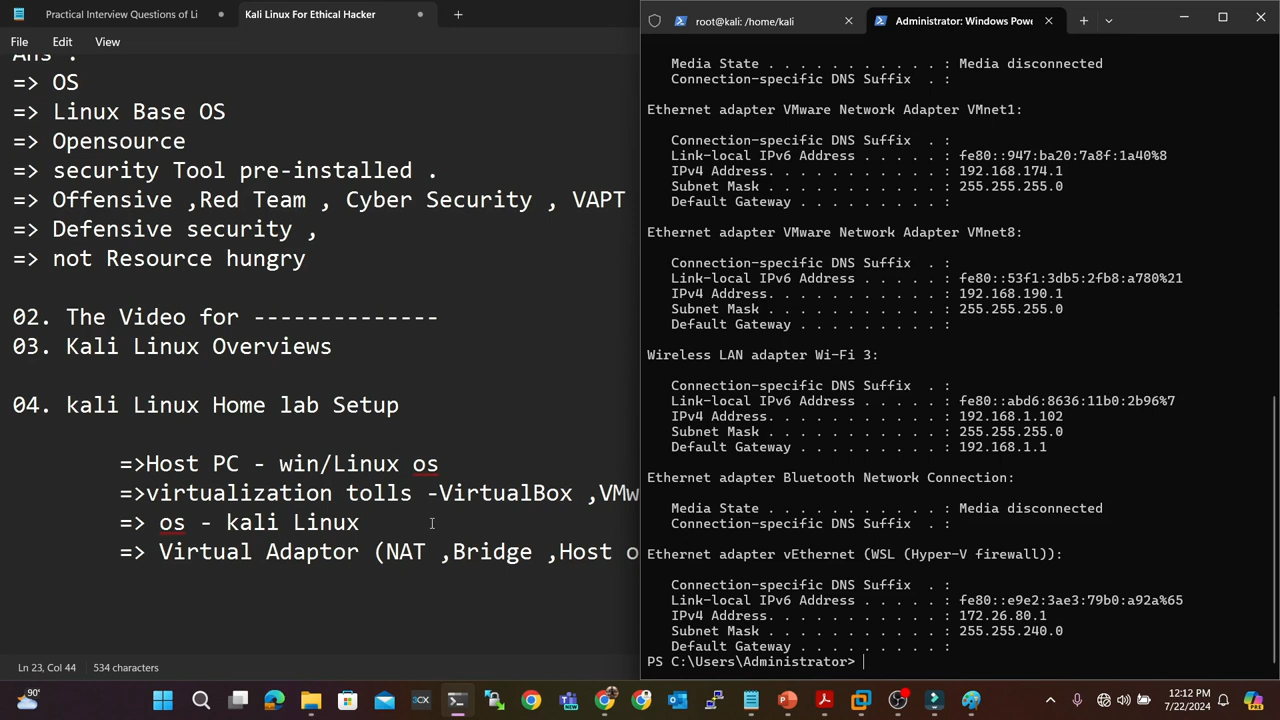 Practical Interview Questions of Li
Kali Linux For Ethical Hacker
File Edit View
Ans .
=> OS
=> Linux Base OS
=> Opensource
=> security Tool pre-installed .
=> Offensive ,Red Team , Cyber Security , VAPT
=> Defensive security ,
=> not Resource hungry
02. The Video for --------------
03. Kali Linux Overviews
04. kali Linux Home lab Setup
=>Host PC - win/Linux os
=>virtualization tolls -VirtualBox ,VMw
=> os - kali Linux
=> Virtual Adaptor (NAT ,Bridge ,Host o
Ln 23, Col 44 534 characters
root@kali: /home/kali
Administrator: Windows Powe
Media State . . . . . . . . . . . : Media disconnected
Connection-specific DNS Suffix . :
Ethernet adapter VMware Network Adapter VMnet1:
Connection-specific DNS Suffix . :
Link-local IPv6 Address . . . . . : fe80::947:ba20:7a8f:1a40%8
IPv4 Address. . . . . . . . . . . : 192.168.174.1
Subnet Mask . . . . . . . . . . . : 255.255.255.0
Default Gateway . . . . . . . . . :
Ethernet adapter VMware Network Adapter VMnet8:
Connection-specific DNS Suffix . :
Link-local IPv6 Address . . . . . : fe80::53f1:3db5:2fb8:a780%21
IPv4 Address. . . . . . . . . . . : 192.168.190.1
Subnet Mask . . . . . . . . . . . : 255.255.255.0
Default Gateway . . . . . . . . . :
Wireless LAN adapter Wi-Fi 3:
Connection-specific DNS Suffix . :
Link-local IPv6 Address . . . . . : fe80::abd6:8636:11b0:2b96%7
IPv4 Address. . . . . . . . . . . : 192.168.1.102
Subnet Mask . . . . . . . . . . . : 255.255.255.0
Default Gateway . . . . . . . . . : 192.168.1.1
Ethernet adapter Bluetooth Network Connection:
Media State . . . . . . . . . . . : Media disconnected
Connection-specific DNS Suffix . :
Ethernet adapter vEthernet (WSL (Hyper-V firewall)):
Connection-specific DNS Suffix . :
Link-local IPv6 Address . . . . . : fe80::e9e2:3ae3:79b0:a92a%65
IPv4 Address. . . . . . . . . . . : 172.26.80.1
Subnet Mask . . . . . . . . . . . : 255.255.240.0
Default Gateway . . . . . . . . . :
PS C:\Users\Administrator>
90°
12:12 PM
7/22/2024